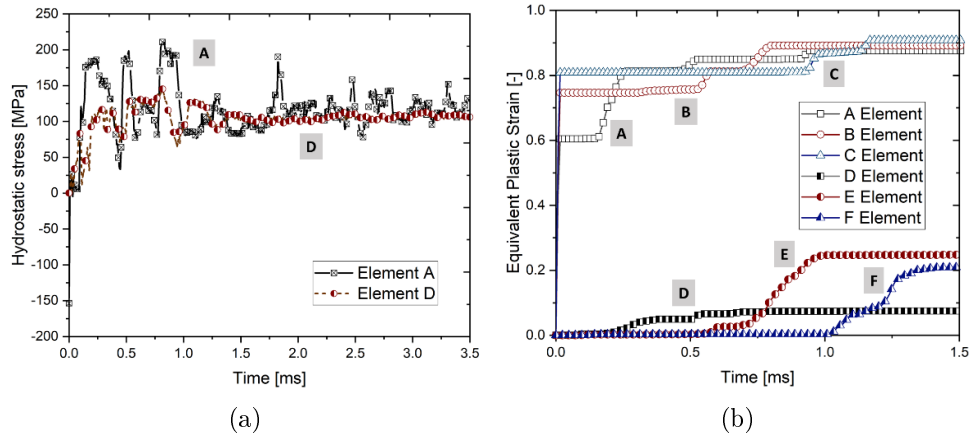 (a)
Hydrostatic stress [MPa]
250
200
150
100
50
0
-50
-100
-150
-200
A
D
Element A
Element D
0.0 0.5 1.0 1.5 2.0 2.5 3.0 3.5
Time [ms]
(b)
Equivalent Plastic Strain [-]
1.0
0.8
0.6
0.4
0.2
0.0
A
B
C
D
E
F
A Element
B Element
C Element
D Element
E Element
F Element
0.0 0.5 1.0 1.5
Time [ms]
(a) (b)